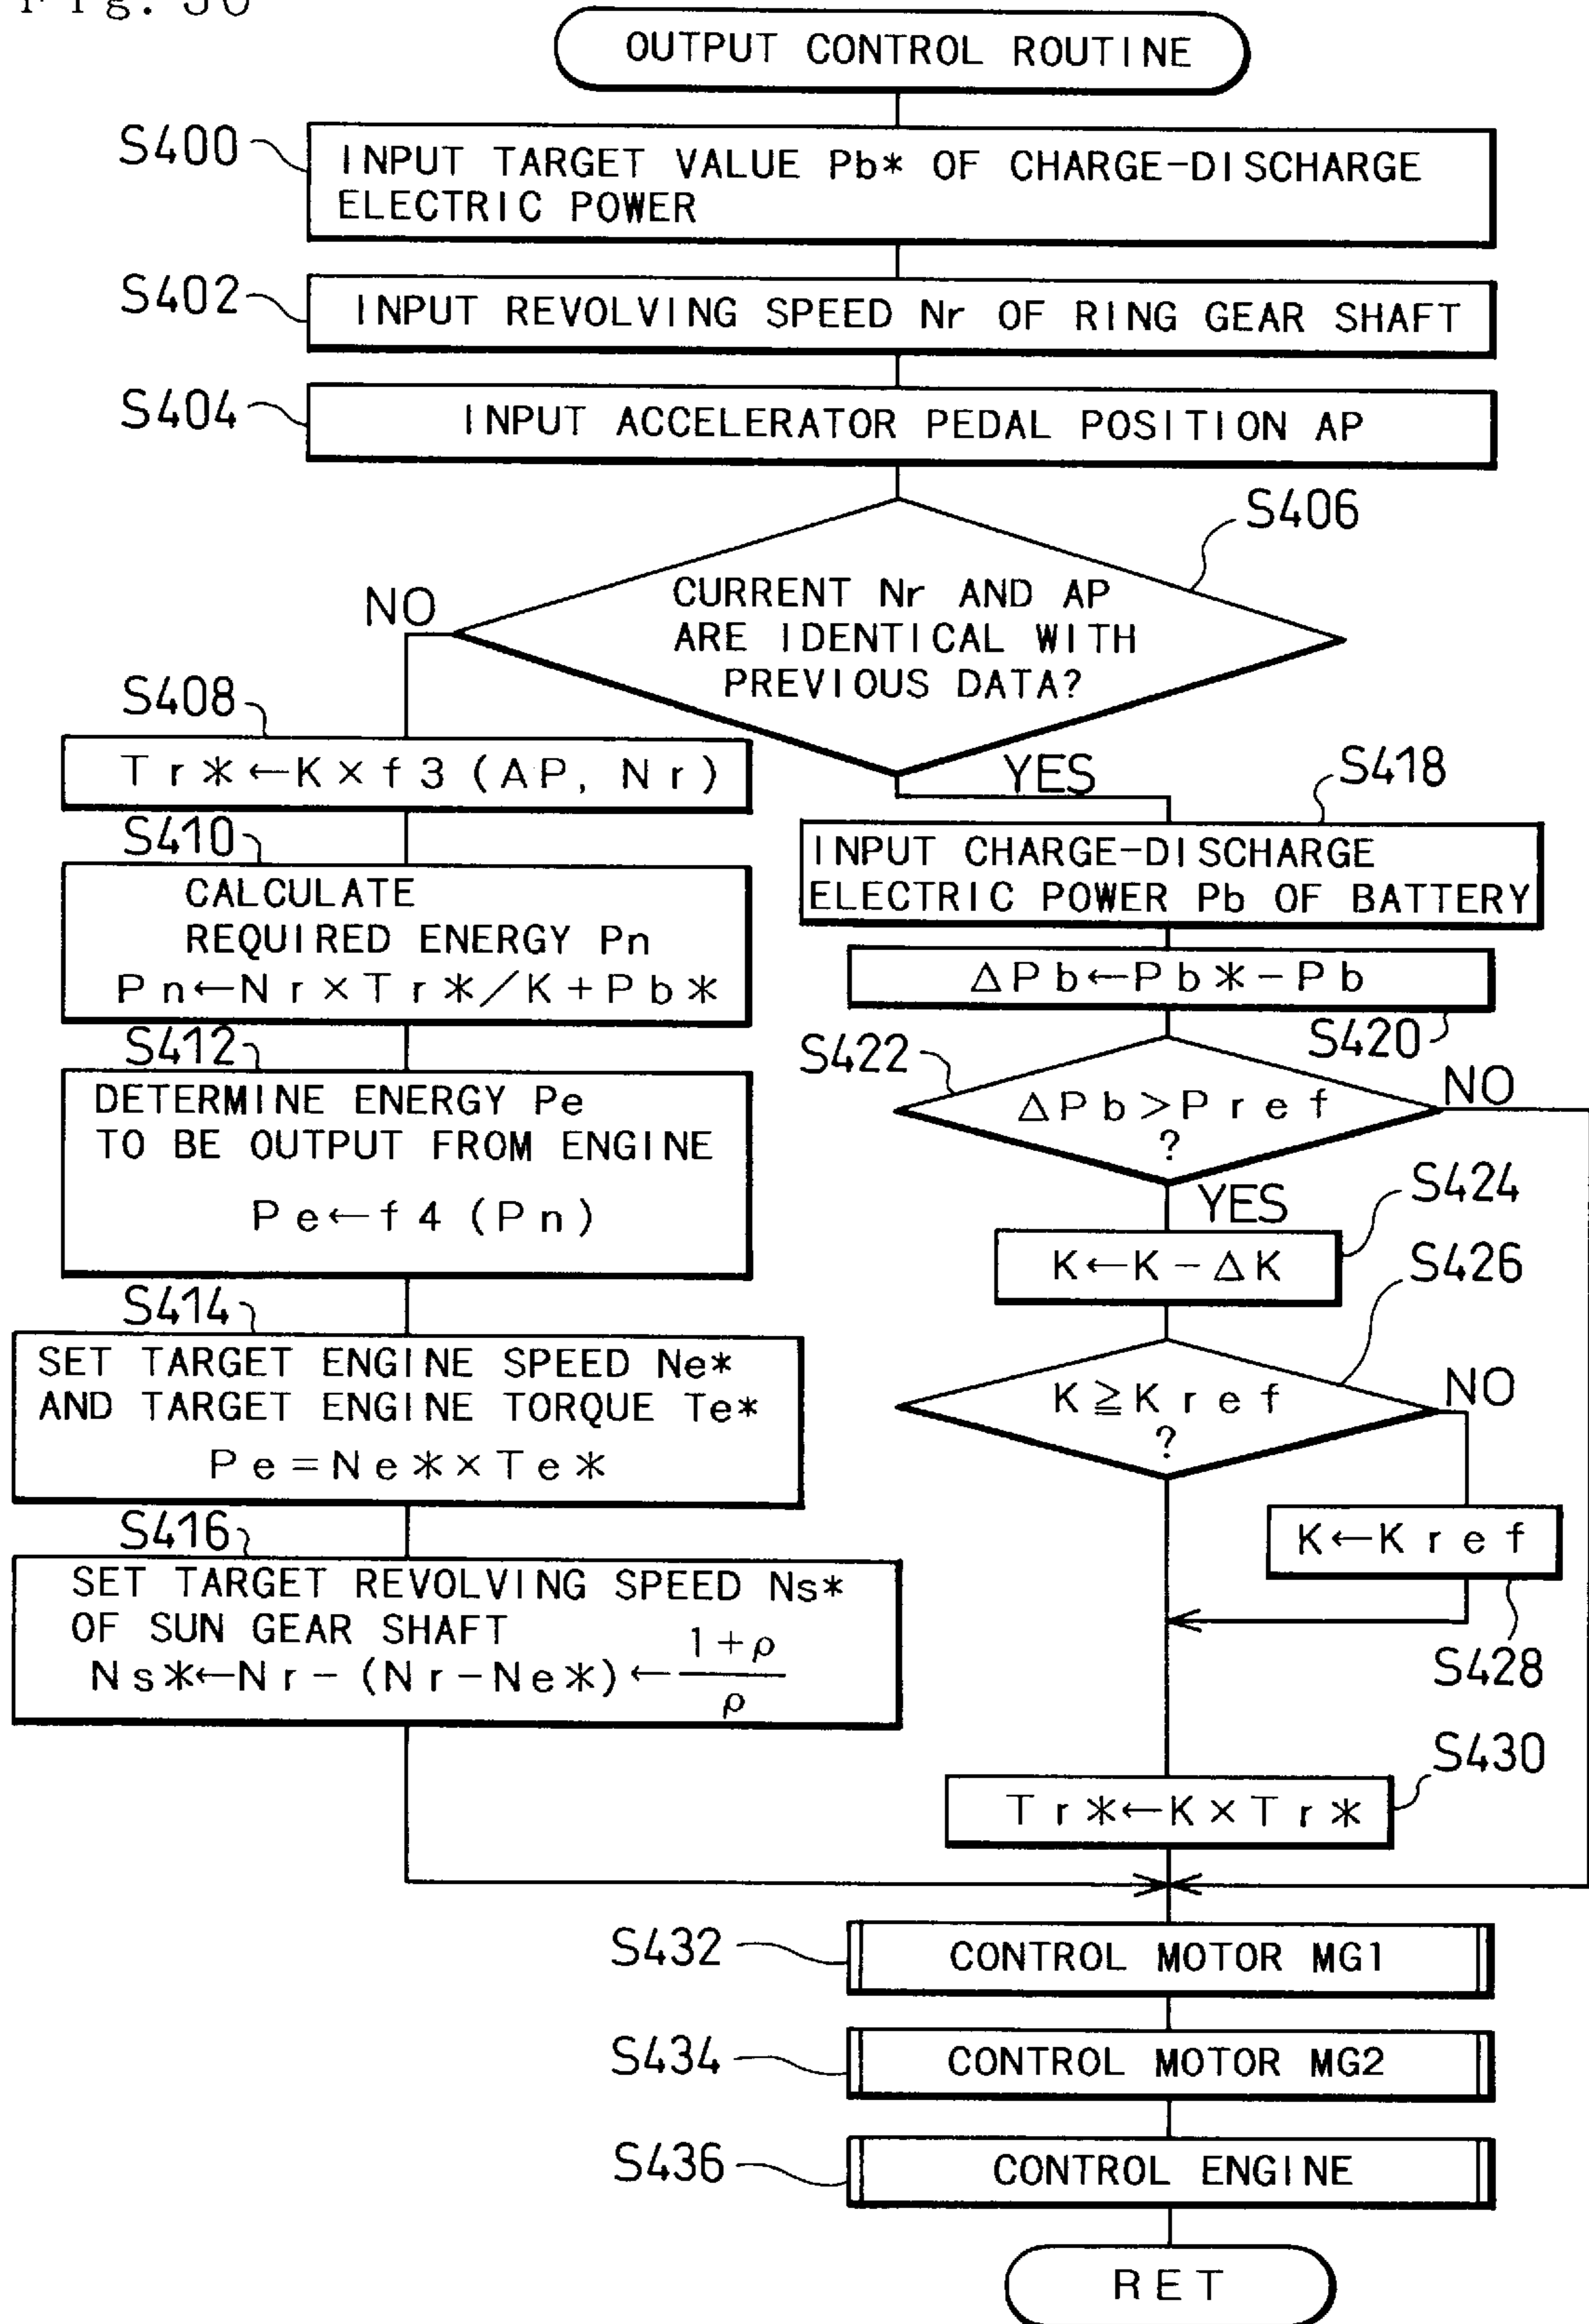 OUTPUT CONTROL ROUTINE
S400
INPUT TARGET VALUE Pb* OF CHARGE-DISCHARGE
ELECTRIC POWER
S402
INPUT REVOLVING SPEED Nr OF RING GEAR SHAFT
S404
INPUT ACCELERATOR PEDAL POSITION AP
S406
CURRENT Nr AND AP
ARE IDENTICAL WITH
PREVIOUS DATA?
NO
YES
S408
Tr*←K×f3(AP, Nr)
S410
CALCULATE
REQUIRED ENERGY Pn
Pn←Nr×Tr*/K+Pb*
S412
DETERMINE ENERGY Pe
TO BE OUTPUT FROM ENGINE
Pe←f4(Pn)
S414
SET TARGET ENGINE SPEED Ne*
AND TARGET ENGINE TORQUE Te*
Pe=Ne*×Te*
S416
SET TARGET REVOLVING SPEED Ns*
OF SUN GEAR SHAFT
Ns*←Nr-(Nr-Ne*)←1+ρ
ρ
S418
INPUT CHARGE-DISCHARGE
ELECTRIC POWER Pb OF BATTERY
ΔPb←Pb*-Pb
S420
S422
ΔPb>Pref
?
NO
YES
S424
K←K-ΔK
S426
K≧Kref
?
NO
K←Kref
S428
S430
Tr*←K×Tr*
S432
CONTROL MOTOR MG1
S434
CONTROL MOTOR MG2
S436
CONTROL ENGINE
RET